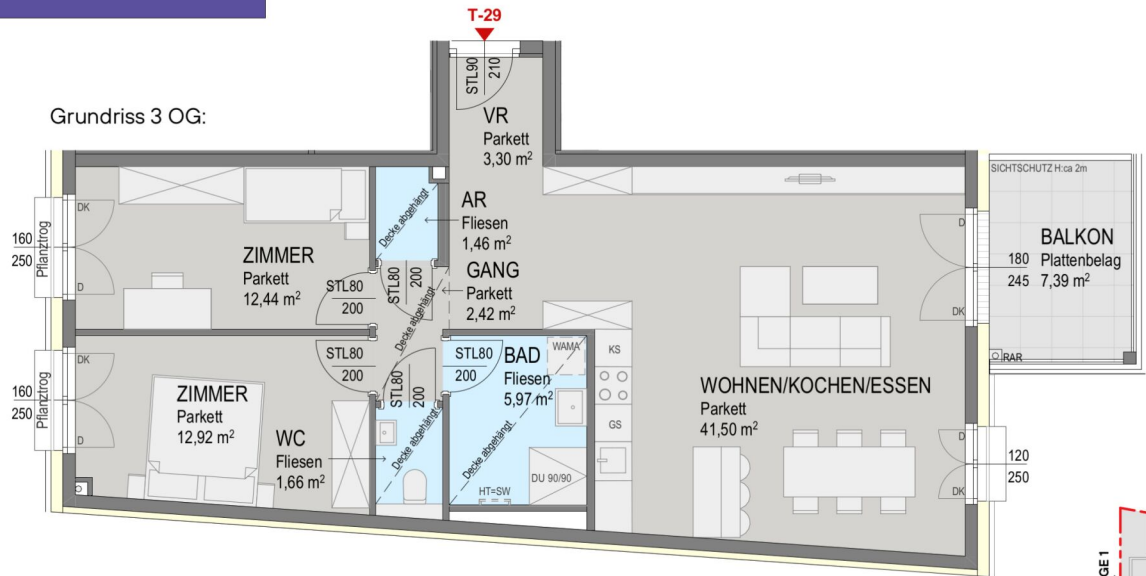 T-29
Grundriss 3 OG:
STL90
210
VR
Parkett
3,30 m²
SICHTSCHUTZ H:ca 2m
DK
D
160
250
Pflanztrog
ZIMMER
Parkett
12,44 m²
STL80
200
Decke abgehängt
AR
Fliesen
1,46 m²
STL80
200
GANG
Parkett
2,42 m²
Decke abgehängt
D
DK
180
245
BALKON
Plattenbelag
7,39 m²
RAR
DK
D
160
250
Pflanztrog
ZIMMER
Parkett
12,92 m²
STL80
200
WC
Fliesen
1,66 m²
STL80
200
Decke abgehängt
STL80
200
BAD
Fliesen
5,97 m²
WAMA
Decke abgehängt
HT=SW
DU 90/90
KS
GS
WOHNEN/KOCHEN/ESSEN
Parkett
41,50 m²
D
DK
120
250
GE 1